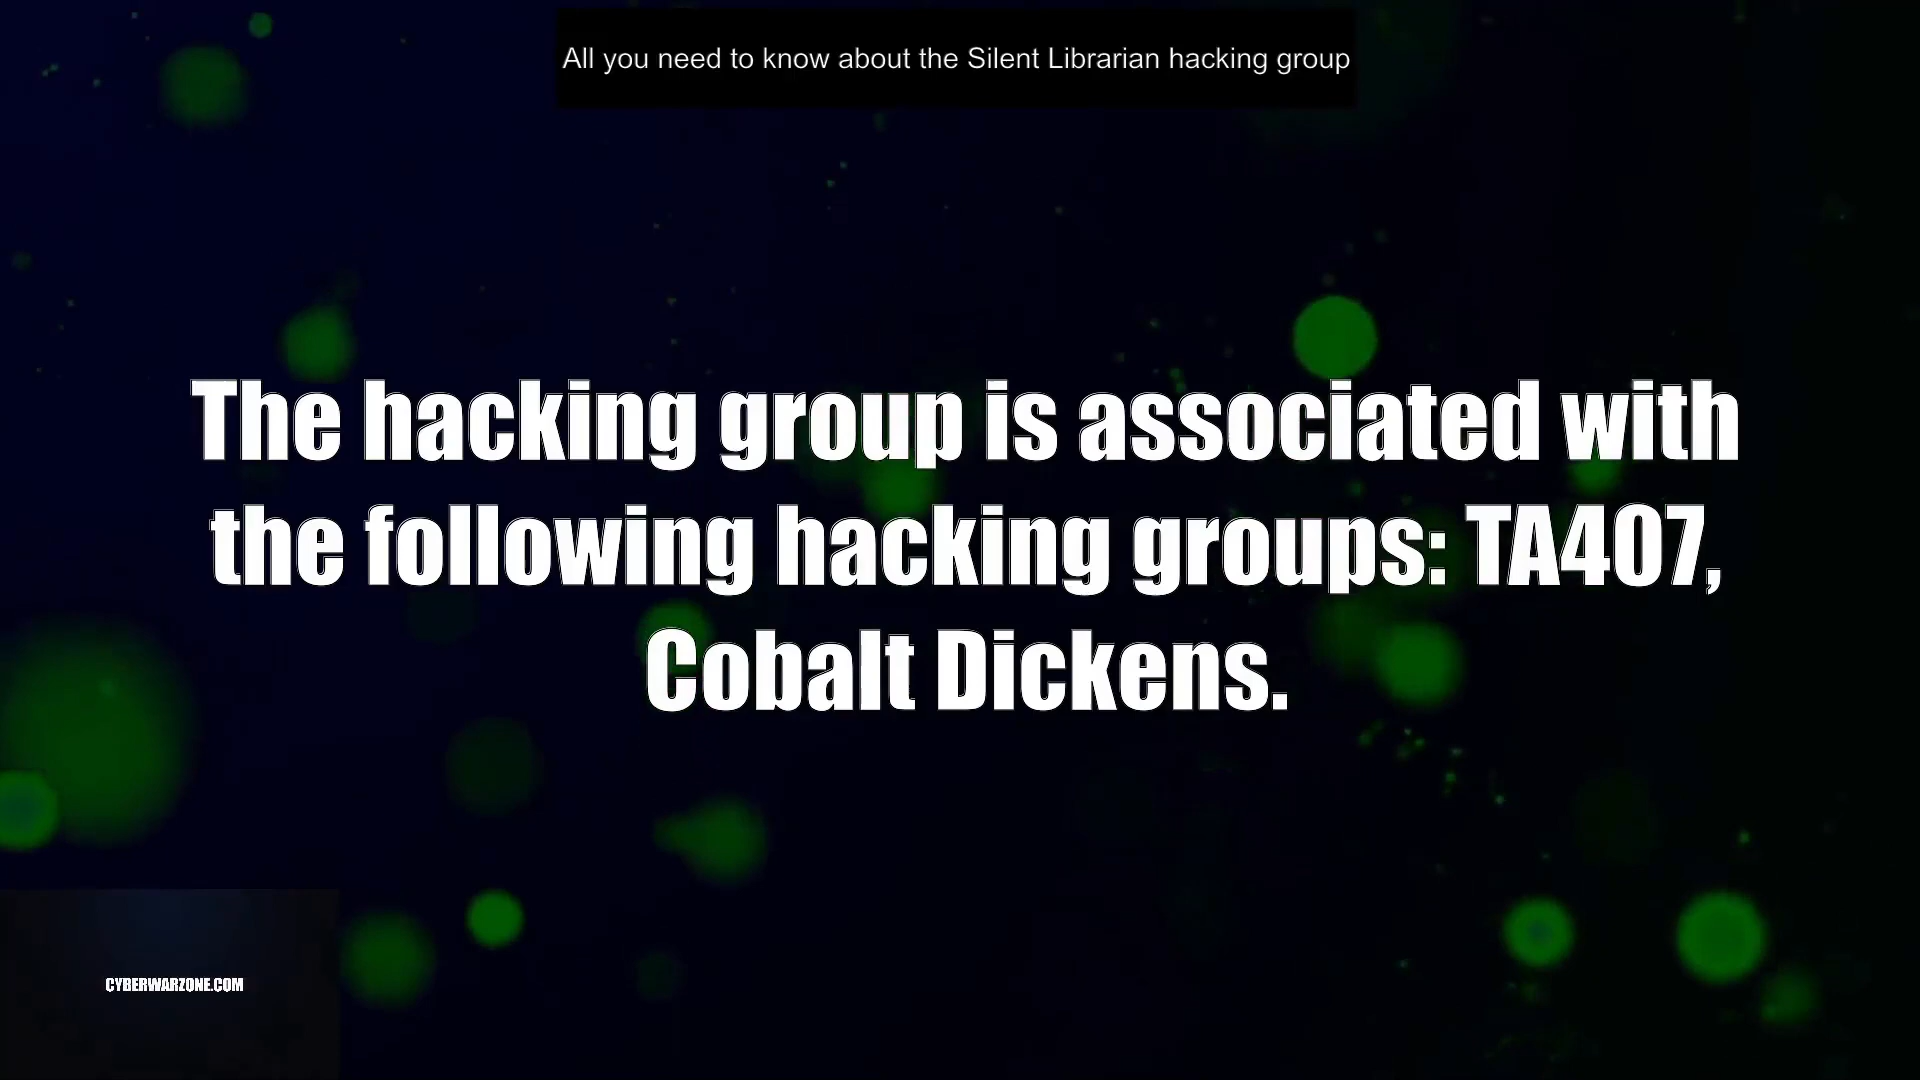 All you need to know about the Silent Librarian hacking group
The hacking group is associated with
the following hacking groups: TA407,
Cobalt Dickens.
CYBERWARZONE.COM